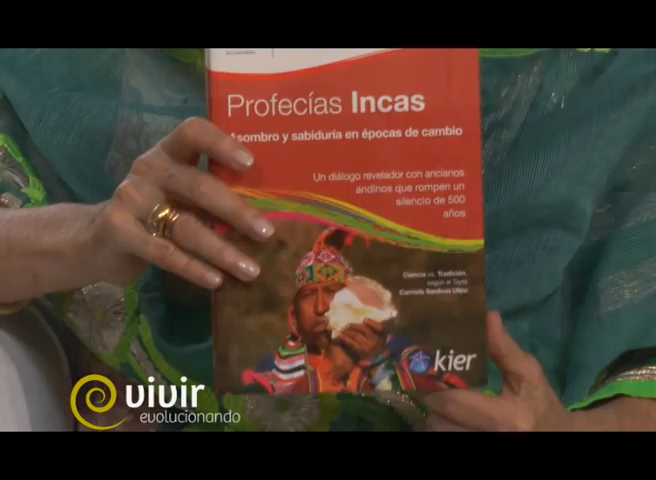 Profecías Incas
Asombro y sabiduría en épocas de cambio
Un diálogo revelador con ancianos
andinos que rompen un
silencio de 500
años
Ciencia vs. Tradición,
según el Tayta
Carmelo
kier
vivir
evolucionando